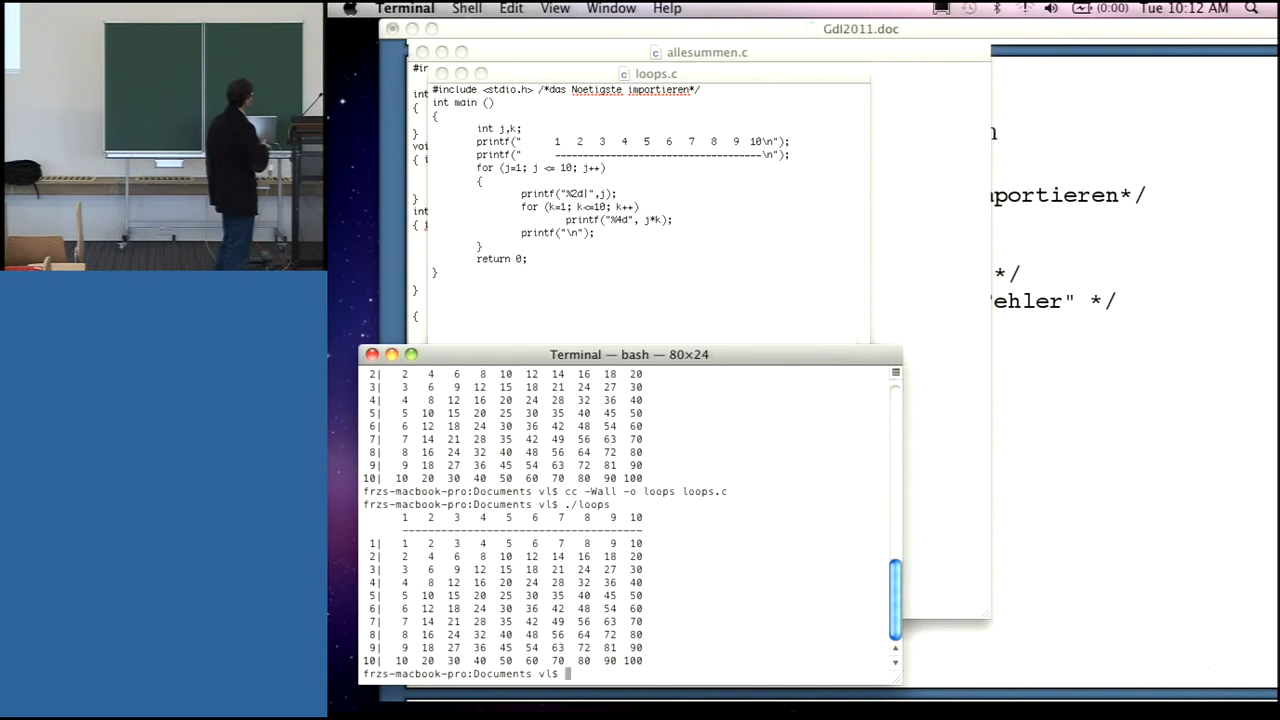 Terminal Shell Edit View Window Help (0:00) Tue 10:12 AM
GdI2011.doc
allesummen.c
loops.c
#include <stdio.h> /*das Noetigste importieren*/
int main ()
{
int j,k;
printf("      1   2   3   4   5   6   7   8   9  10\n");
printf("     -------------------------------------\n");
for (j=1; j <= 10; j++)
{
printf("%2d|",j);
for (k=1; k<=10; k++)
printf("%4d", j*k);
printf("\n");
}
return 0;
}
mportieren*/
*/
ehler" */
Terminal — bash — 80×24
2| 2 4 6 8 10 12 14 16 18 20
3| 3 6 9 12 15 18 21 24 27 30
4| 4 8 12 16 20 24 28 32 36 40
5| 5 10 15 20 25 30 35 40 45 50
6| 6 12 18 24 30 36 42 48 54 60
7| 7 14 21 28 35 42 49 56 63 70
8| 8 16 24 32 40 48 56 64 72 80
9| 9 18 27 36 45 54 63 72 81 90
10| 10 20 30 40 50 60 70 80 90 100
frzs-macbook-pro:Documents vl$ cc -Wall -o loops loops.c
frzs-macbook-pro:Documents vl$ ./loops
1 2 3 4 5 6 7 8 9 10
-------------------------------------
1| 1 2 3 4 5 6 7 8 9 10
2| 2 4 6 8 10 12 14 16 18 20
3| 3 6 9 12 15 18 21 24 27 30
4| 4 8 12 16 20 24 28 32 36 40
5| 5 10 15 20 25 30 35 40 45 50
6| 6 12 18 24 30 36 42 48 54 60
7| 7 14 21 28 35 42 49 56 63 70
8| 8 16 24 32 40 48 56 64 72 80
9| 9 18 27 36 45 54 63 72 81 90
10| 10 20 30 40 50 60 70 80 90 100
frzs-macbook-pro:Documents vl$